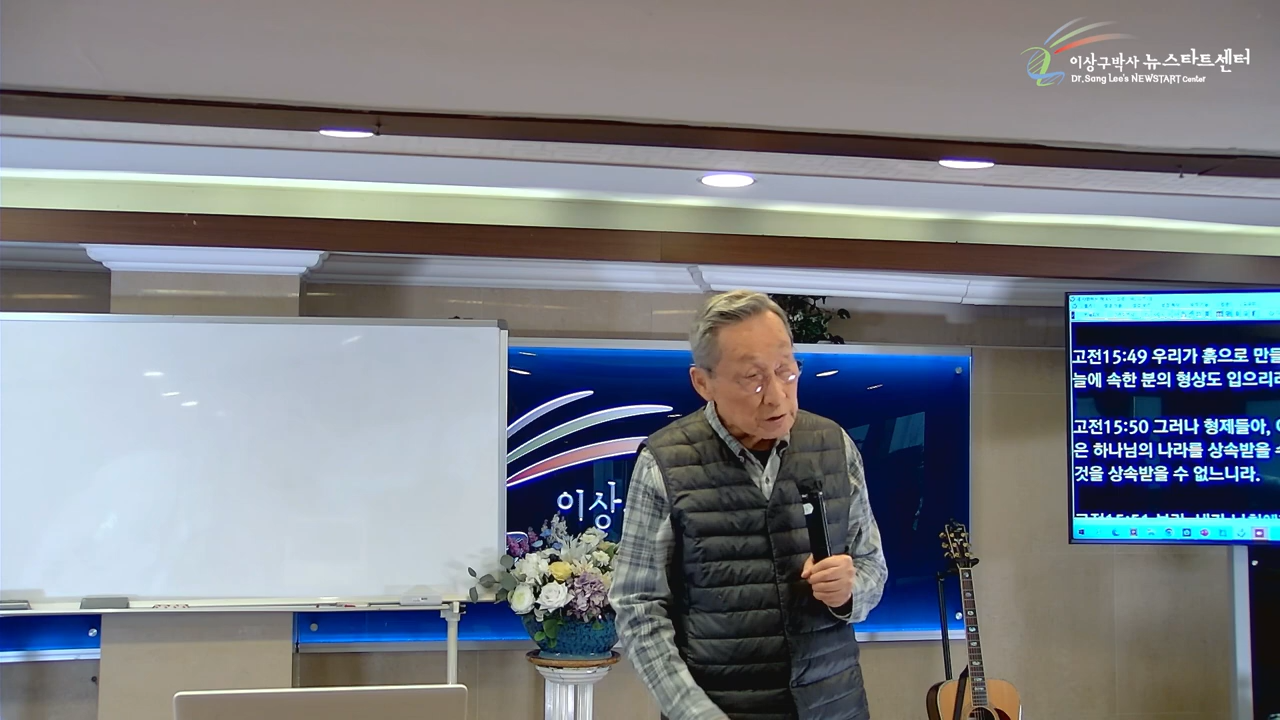 이상구박사 뉴스타트센터
Dr. Sang Lee's NEWSTART Center
고전15:49 우리가 흙으로 만들
늘에 속한 분의 형상도 입으리라
고전15:50 그러나 형제들아,
은 하나님의 나라를 상속받을 수
것을 상속받을 수 없느니라.
이상